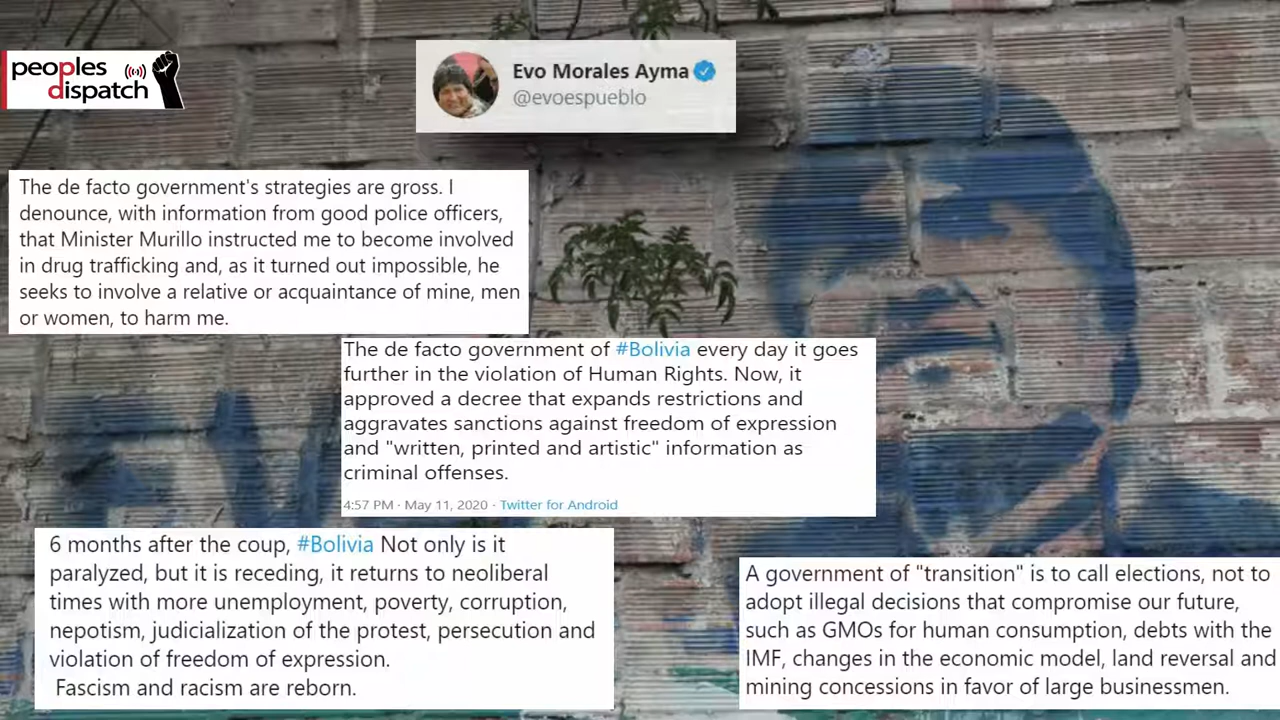 peoples
dispatch
Evo Morales Ayma
@evoespueblo
The de facto government's strategies are gross. I
denounce, with information from good police officers,
that Minister Murillo instructed me to become involved
in drug trafficking and, as it turned out impossible, he
seeks to involve a relative or acquaintance of mine, men
or women, to harm me.
The de facto government of #Bolivia every day it goes
further in the violation of Human Rights. Now, it
approved a decree that expands restrictions and
aggravates sanctions against freedom of expression
and "written, printed and artistic" information as
criminal offenses.
4:57 PM · May 11, 2020 · Twitter for Android
6 months after the coup, #Bolivia Not only is it
paralyzed, but it is receding, it returns to neoliberal
times with more unemployment, poverty, corruption,
nepotism, judicialization of the protest, persecution and
violation of freedom of expression.
Fascism and racism are reborn.
A government of "transition" is to call elections, not to
adopt illegal decisions that compromise our future,
such as GMOs for human consumption, debts with the
IMF, changes in the economic model, land reversal and
mining concessions in favor of large businessmen.